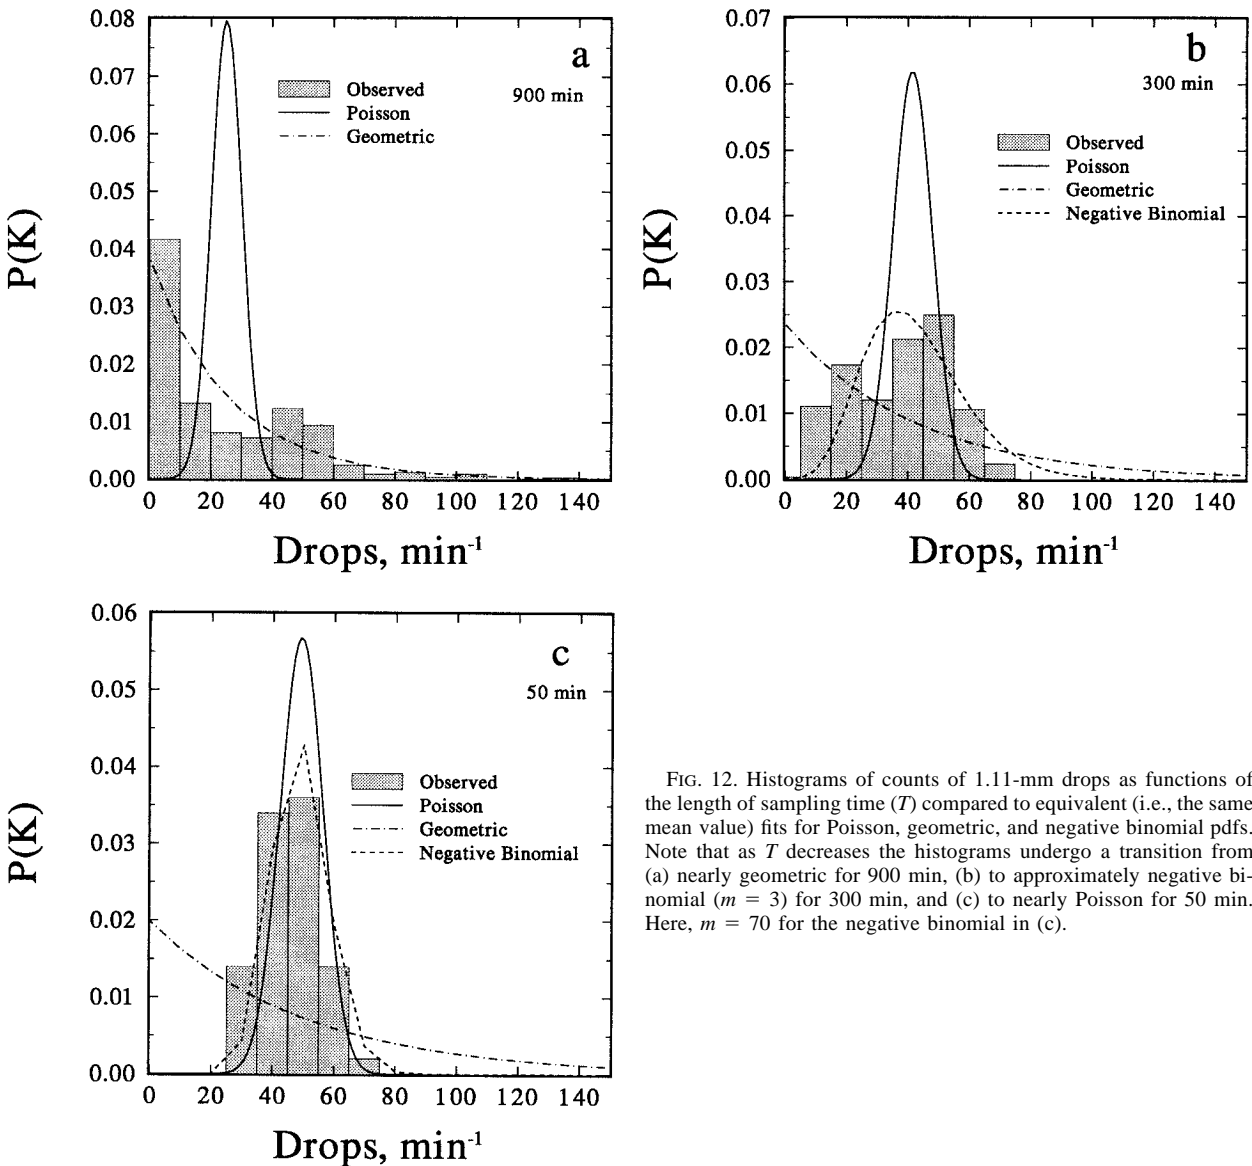 0.08
0.07
0.06
0.05
0.04
0.03
0.02
0.01
0.00
P(K)
a
900 min
Observed
Poisson
Geometric
0 20 40 60 80 100 120 140
Drops, min-1
0.07
0.06
0.05
0.04
0.03
0.02
0.01
0.00
P(K)
b
300 min
Observed
Poisson
Geometric
Negative Binomial
0 20 40 60 80 100 120 140
Drops, min-1
0.06
0.05
0.04
0.03
0.02
0.01
0.00
P(K)
c
50 min
Observed
Poisson
Geometric
Negative Binomial
0 20 40 60 80 100 120 140
Drops, min-1
FIG. 12. Histograms of counts of 1.11-mm drops as functions of
the length of sampling time (T) compared to equivalent (i.e., the same
mean value) fits for Poisson, geometric, and negative binomial pdfs.
Note that as T decreases the histograms undergo a transition from
(a) nearly geometric for 900 min, (b) to approximately negative bi-
nomial (m = 3) for 300 min, and (c) to nearly Poisson for 50 min.
Here, m = 70 for the negative binomial in (c).